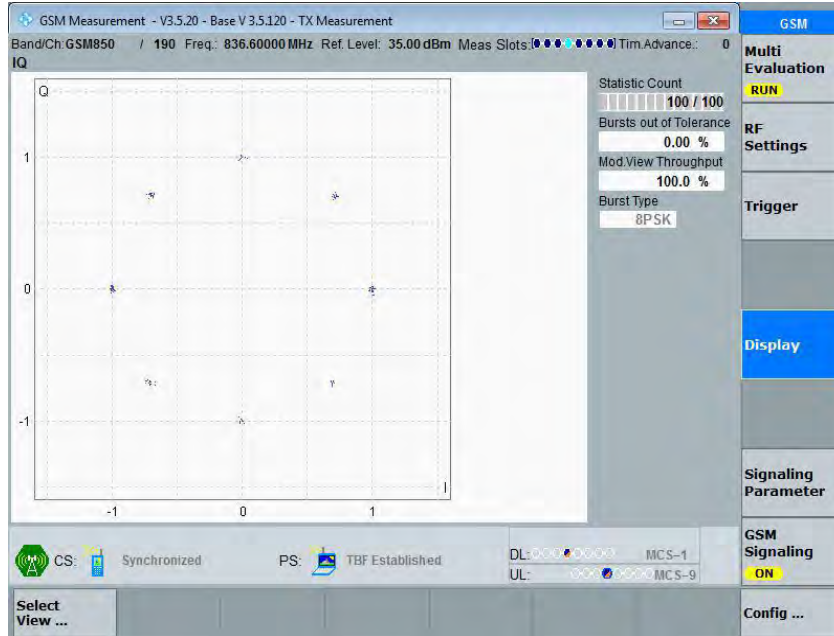 GSM Measurement - V3.5.20 - Base V 3.5.120 - TX Measurement
GSM
Band/Ch:GSM850 / 190 Freq.: 836.60000 MHz Ref. Level: 35.00 dBm Meas Slots: Tim.Advance.: 0
IQ
Multi Evaluation
RUN
RF Settings
Trigger
Display
Signaling Parameter
GSM Signaling
ON
Config ...
Statistic Count
100 / 100
Bursts out of Tolerance
0.00 %
Mod.View Throughput
100.0 %
Burst Type
8PSK
Q
1
0
-1
-1 0 1
I
CS: Synchronized PS: TBF Established
DL: MCS-1
UL: MCS-9
Select View ...